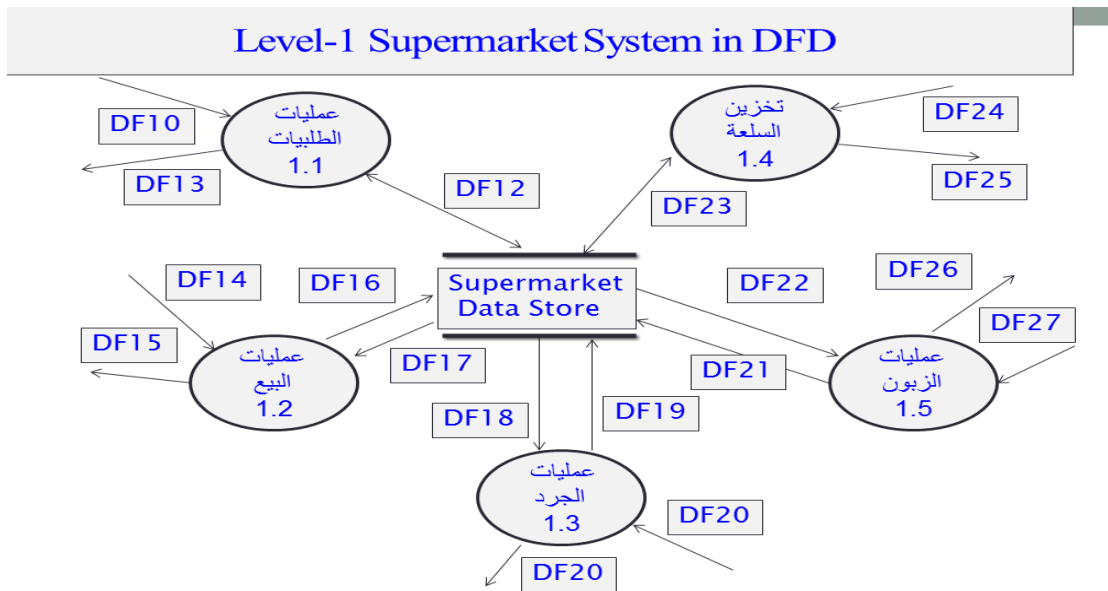 Level-1 Supermarket System in DFD
عمليات
الطلبيات
1.1
تخزين
السلعة
1.4
DF10
DF24
DF13
DF12
DF25
DF23
Supermarket
Data Store
DF14
DF16
DF22
DF26
DF15
DF17
DF21
DF27
عمليات
البيع
1.2
عمليات
الزبون
1.5
DF18
DF19
عمليات
الجرد
1.3
DF20
DF20